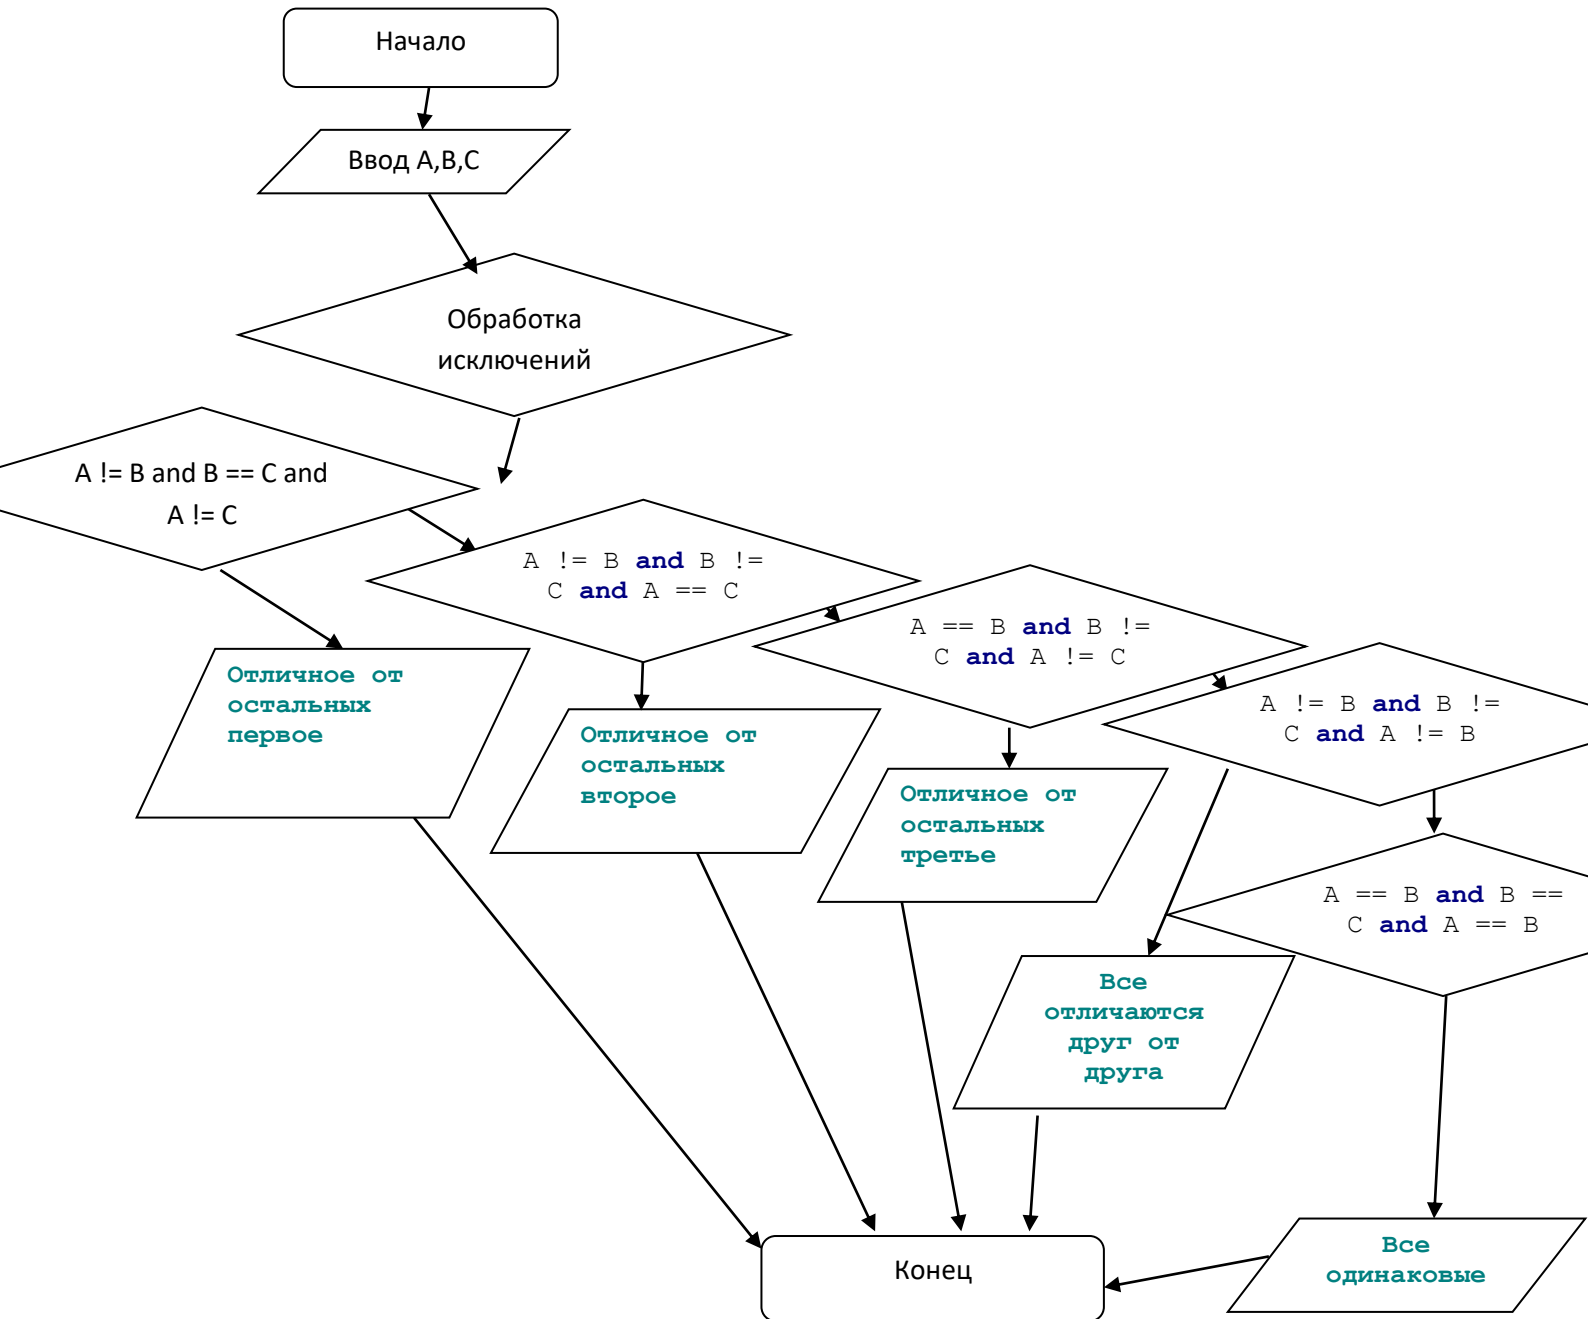 Начало
Ввод A,B,C
Обработка
исключений
A != B and B == C and
A != C
A != B and B !=
C and A == C
A == B and B !=
C and A != C
A != B and B !=
C and A != B
A == B and B ==
C and A == B
Отличное от
остальных
первое
Отличное от
остальных
второе
Отличное от
остальных
третье
Все
отличаются
друг от
друга
Все
одинаковые
Конец